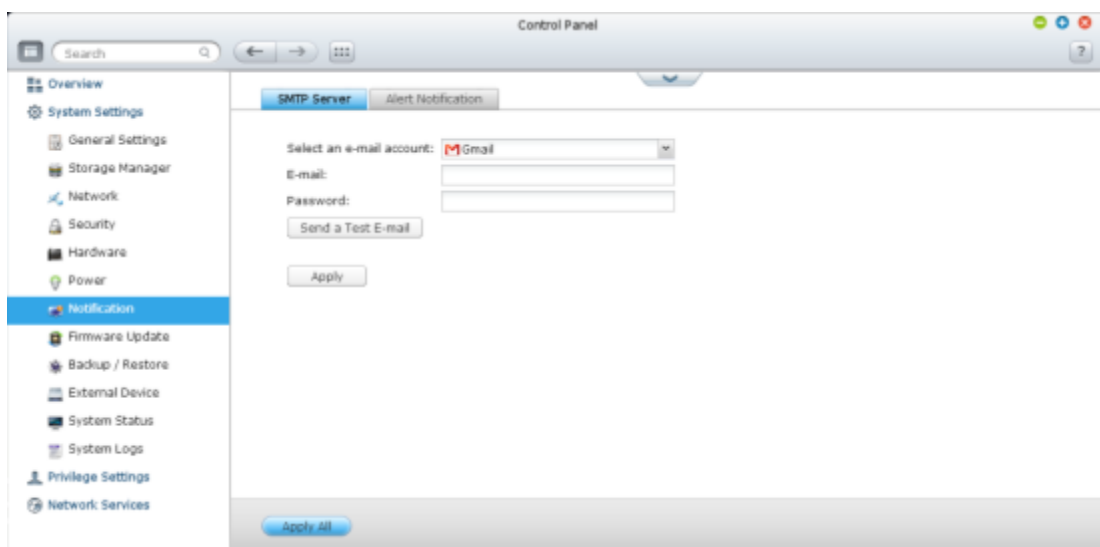 Control Panel
Search
?
Overview
System Settings
General Settings
Storage Manager
Network
Security
Hardware
Power
Notification
Firmware Update
Backup / Restore
External Device
System Status
System Logs
Privilege Settings
Network Services
SMTP Server
Alert Notification
Select an e-mail account: Gmail
E-mail:
Password:
Send a Test E-mail
Apply
Apply All